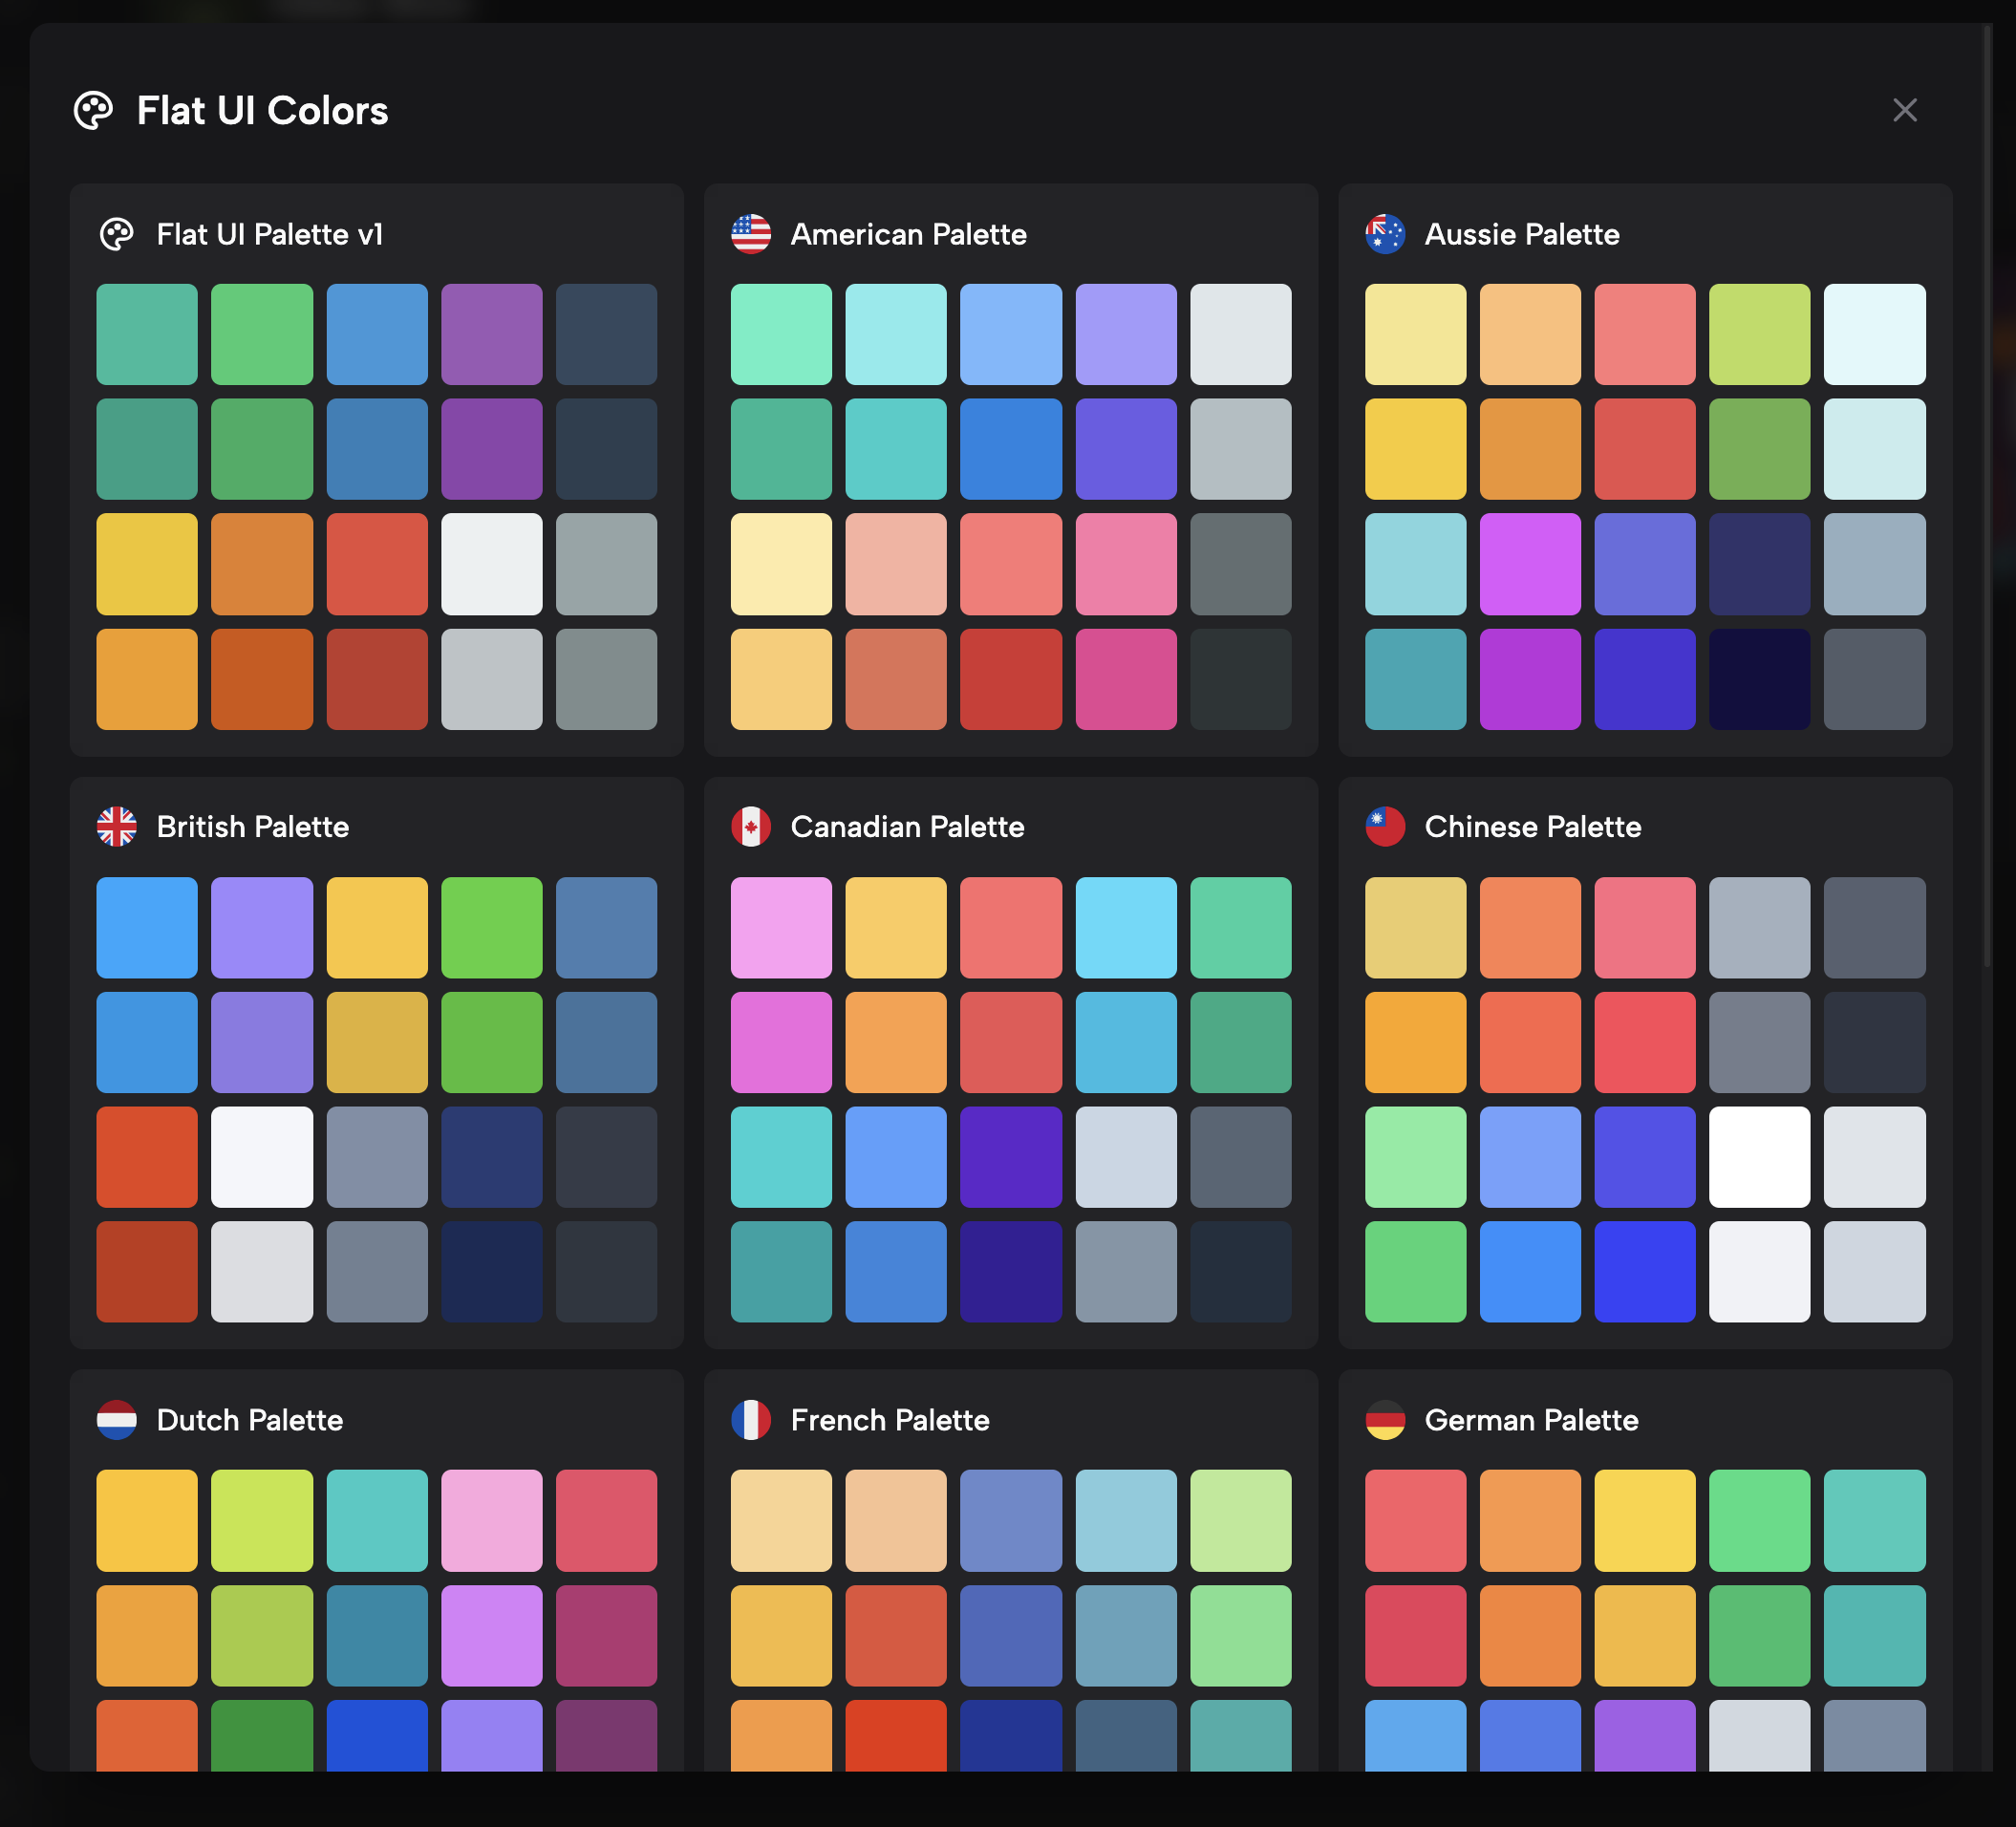 Flat UI Colors
Flat UI Palette v1
American Palette
Aussie Palette
British Palette
Canadian Palette
Chinese Palette
Dutch Palette
French Palette
German Palette